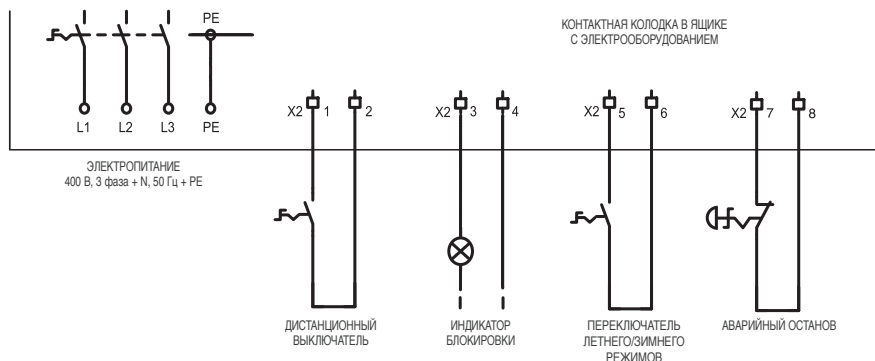 PE
КОНТАКТНАЯ КОЛОДКА В ЯЩИКЕ
С ЭЛЕКТРООБОРУДОВАНИЕМ
X2 1 2 X2 3 4 X2 5 6 X2 7 8
L1 L2 L3 PE
ЭЛЕКТРОПИТАНИЕ
400 В, 3 фаза + N, 50 Гц + PE
ДИСТАНЦИОННЫЙ
ВЫКЛЮЧАТЕЛЬ
ИНДИКАТОР
БЛОКИРОВКИ
ПЕРЕКЛЮЧАТЕЛЬ
ЛЕТНЕГО/ЗИМНЕГО
РЕЖИМОВ
АВАРИЙНЫЙ ОСТАНОВ